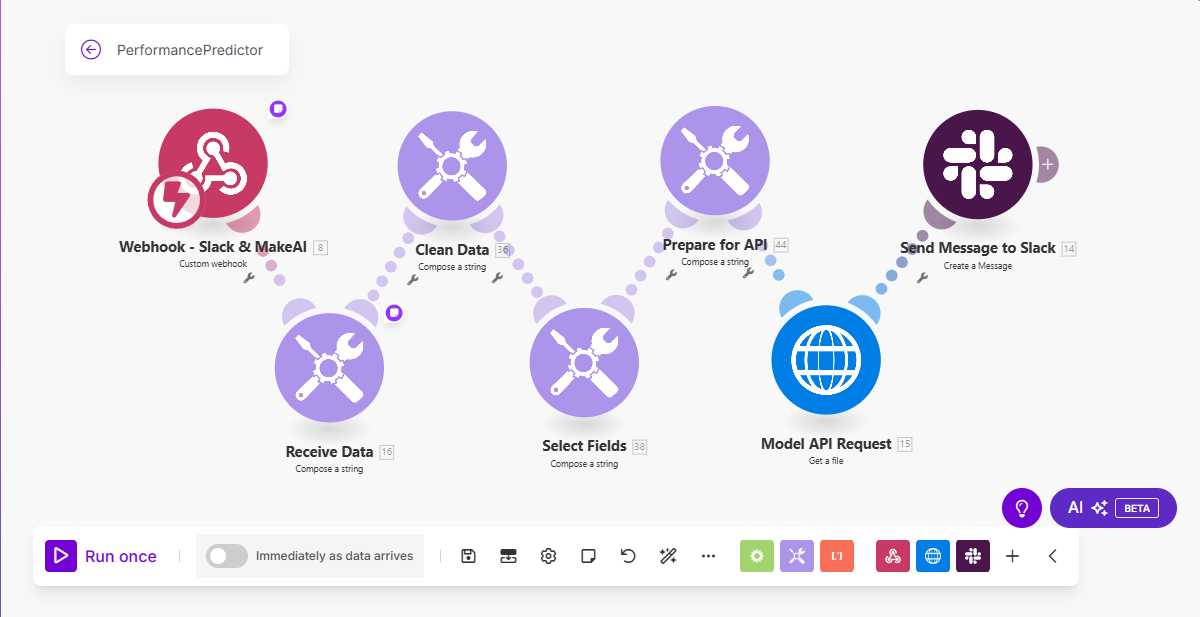 PerformancePredictor
Webhook - Slack & MakeAI 8
Custom webhook
Clean Data 36
Compose a string
Prepare for API 44
Compose a string
Send Message to Slack 14
Create a Message
Receive Data 16
Compose a string
Select Fields 38
Compose a string
Model API Request 15
Get a file
AI BETA
Run once
Immediately as data arrives